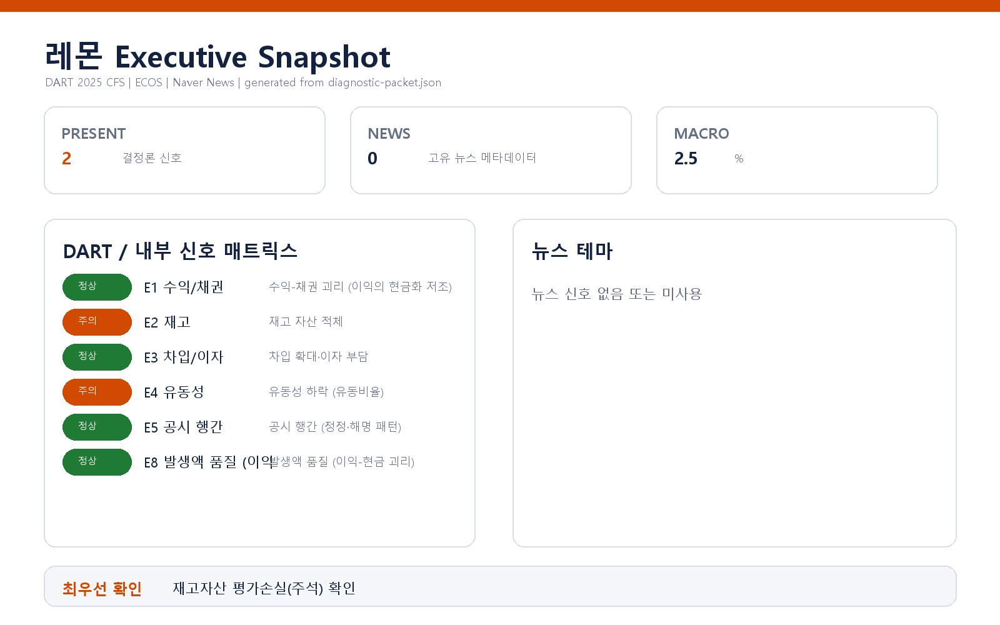 레몬 Executive Snapshot
DART 2025 CFS | ECOS | Naver News | generated from diagnostic-packet.json
PRESENT
2 결정론 신호
NEWS
0 고유 뉴스 메타데이터
MACRO
2.5 %
DART / 내부 신호 매트릭스
정상 E1 수익/채권 수익-채권 괴리 (이익의 현금화 저조)
주의 E2 재고 재고 자산 적체
정상 E3 차입/이자 차입 확대·이자 부담
주의 E4 유동성 유동성 하락 (유동비율)
정상 E5 공시 행간 공시 행간 (정정·해명 패턴)
정상 E8 발생액 품질 (이익 발생액 품질 (이익-현금 괴리)
뉴스 테마
뉴스 신호 없음 또는 미사용
최우선 확인 재고자산 평가손실(주석) 확인